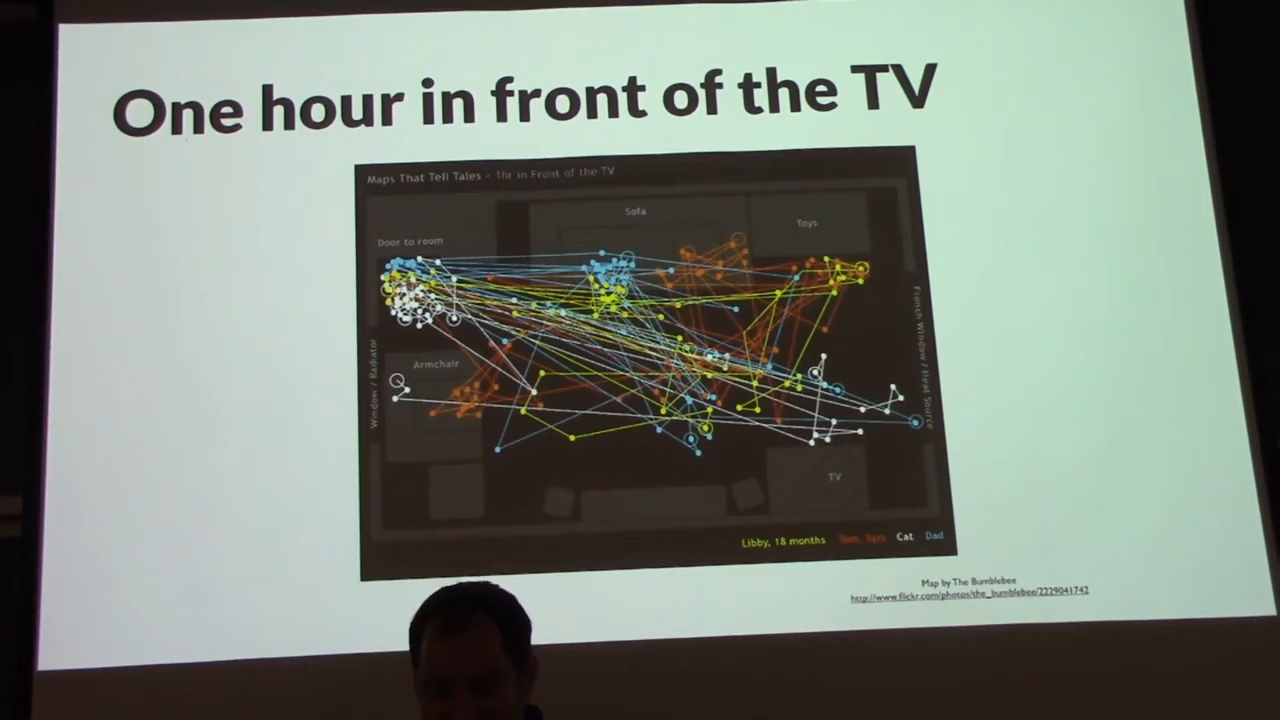 One hour in front of the TV
Maps That Tell Tales - 1hr in Front of the TV
Sofa
Toys
Door to room
Window / Radiator
Armchair
French Window / Heat Source
TV
Libby, 18 months Tom, 5yrs Cat Dad
Map by The Bumblebee
http://www.flickr.com/photos/the_bumblebee/2229041742